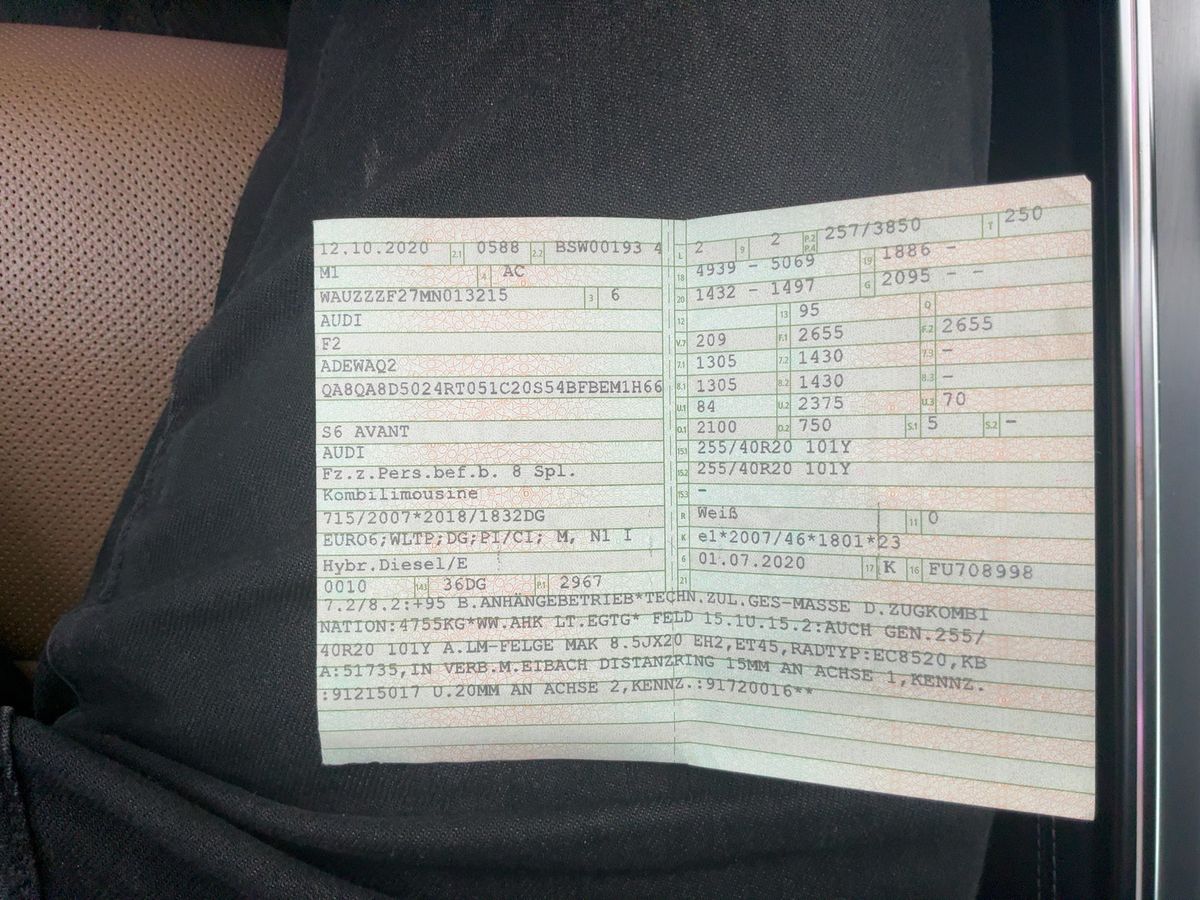 12.10.2020 2.1 0588 2.2 BSW00193 4
M1 4 AC
WAUZZZF27MN013215 3 6
AUDI
F2
ADEWAQ2
QA8QA8D5024RT051C20S54BFBEM1H66
S6 AVANT
AUDI
Fz.z.Pers.bef.b. 8 Spl.
Kombilimousine
715/2007*2018/1832DG
EURO6;WLTP;DG;PI/CI; M, N1 I
Hybr.Diesel/E
0010 14.3 36DG P.1 2967
L 2 9 2 P.2 P.4 257/3850 T 250
18 4939 - 5069 19 1886 -
20 1432 - 1497 G 2095 - -
12 13 95 Q
V.7 209 F.1 2655 F.2 2655
7.1 1305 7.2 1430 7.3 -
8.1 1305 8.2 1430 8.3 -
U.1 84 U.2 2375 U.3 70
O.1 2100 O.2 750 S.1 5 S.2 -
15.1 255/40R20 101Y
15.2 255/40R20 101Y
15.3 -
R Weiß 11 0
K e1*2007/46*1801*23
6 01.07.2020 17 K 16 FU708998
21
7.2/8.2:+95 B.ANHÄNGEBETRIEB*TECHN.ZUL.GES-MASSE D.ZUGKOMBI
NATION:4755KG*WW.AHK LT.EGTG* FELD 15.1U.15.2:AUCH GEN.255/
40R20 101Y A.LM-FELGE MAK 8.5JX20 EH2,ET45,RADTYP:EC8520,KB
A:51735,IN VERB.M.EIBACH DISTANZRING 15MM AN ACHSE 1,KENNZ.
:91215017 U.20MM AN ACHSE 2,KENNZ.:91720016**